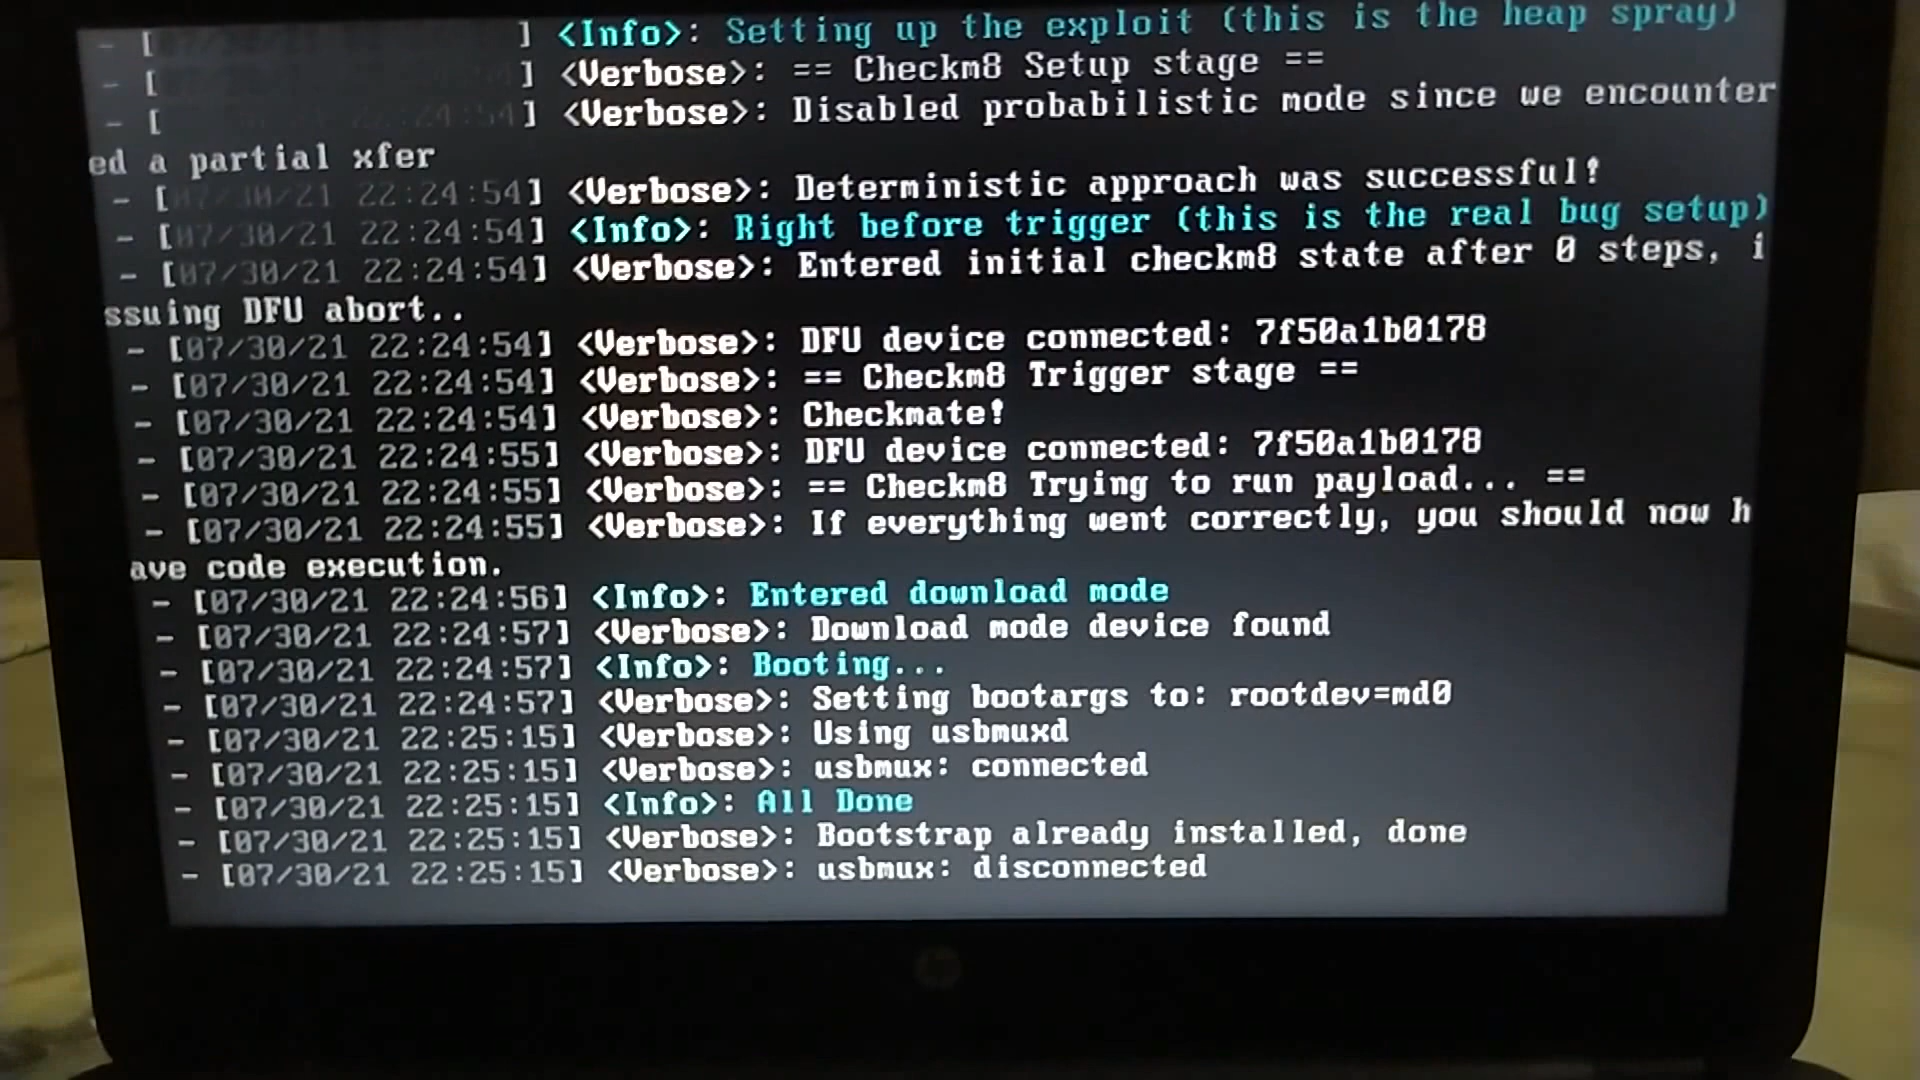 - [ ] <Info>: Setting up the exploit (this is the heap spray)
- [ ] <Verbose>: == Checkm8 Setup stage ==
- [ 22:24:54] <Verbose>: Disabled probabilistic mode since we encounter
ed a partial xfer
- [07/30/21 22:24:54] <Verbose>: Deterministic approach was successful!
- [07/30/21 22:24:54] <Info>: Right before trigger (this is the real bug setup)
- [07/30/21 22:24:54] <Verbose>: Entered initial checkm8 state after 0 steps, i
ssuing DFU abort..
- [07/30/21 22:24:54] <Verbose>: DFU device connected: 7f50a1b0178
- [07/30/21 22:24:54] <Verbose>: == Checkm8 Trigger stage ==
- [07/30/21 22:24:54] <Verbose>: Checkmate!
- [07/30/21 22:24:55] <Verbose>: DFU device connected: 7f50a1b0178
- [07/30/21 22:24:55] <Verbose>: == Checkm8 Trying to run payload... ==
- [07/30/21 22:24:55] <Verbose>: If everything went correctly, you should now h
ave code execution.
- [07/30/21 22:24:56] <Info>: Entered download mode
- [07/30/21 22:24:57] <Verbose>: Download mode device found
- [07/30/21 22:24:57] <Info>: Booting...
- [07/30/21 22:24:57] <Verbose>: Setting bootargs to: rootdev=md0
- [07/30/21 22:25:15] <Verbose>: Using usbmuxd
- [07/30/21 22:25:15] <Verbose>: usbmux: connected
- [07/30/21 22:25:15] <Info>: All Done
- [07/30/21 22:25:15] <Verbose>: Bootstrap already installed, done
- [07/30/21 22:25:15] <Verbose>: usbmux: disconnected
hp